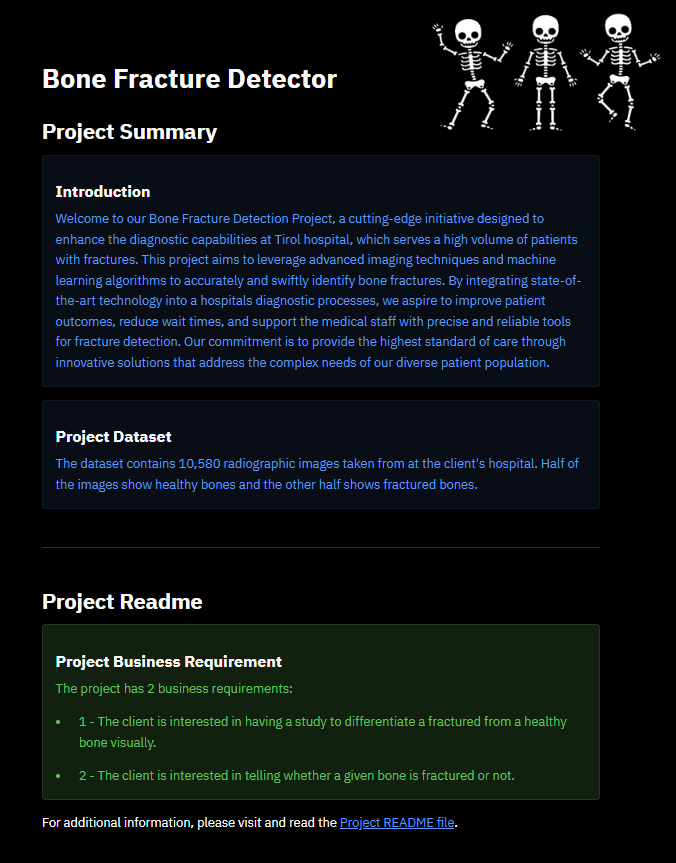 Bone Fracture Detector
Project Summary
Introduction
Welcome to our Bone Fracture Detection Project, a cutting-edge initiative designed to
enhance the diagnostic capabilities at Tirol hospital, which serves a high volume of patients
with fractures. This project aims to leverage advanced imaging techniques and machine
learning algorithms to accurately and swiftly identify bone fractures. By integrating state-of-
the-art technology into a hospitals diagnostic processes, we aspire to improve patient
outcomes, reduce wait times, and support the medical staff with precise and reliable tools
for fracture detection. Our commitment is to provide the highest standard of care through
innovative solutions that address the complex needs of our diverse patient population.
Project Dataset
The dataset contains 10,580 radiographic images taken from at the client's hospital. Half of
the images show healthy bones and the other half shows fractured bones.
Project Readme
Project Business Requirement
The project has 2 business requirements:
• 1 - The client is interested in having a study to differentiate a fractured from a healthy
bone visually.
• 2 - The client is interested in telling whether a given bone is fractured or not.
For additional information, please visit and read the Project README file.